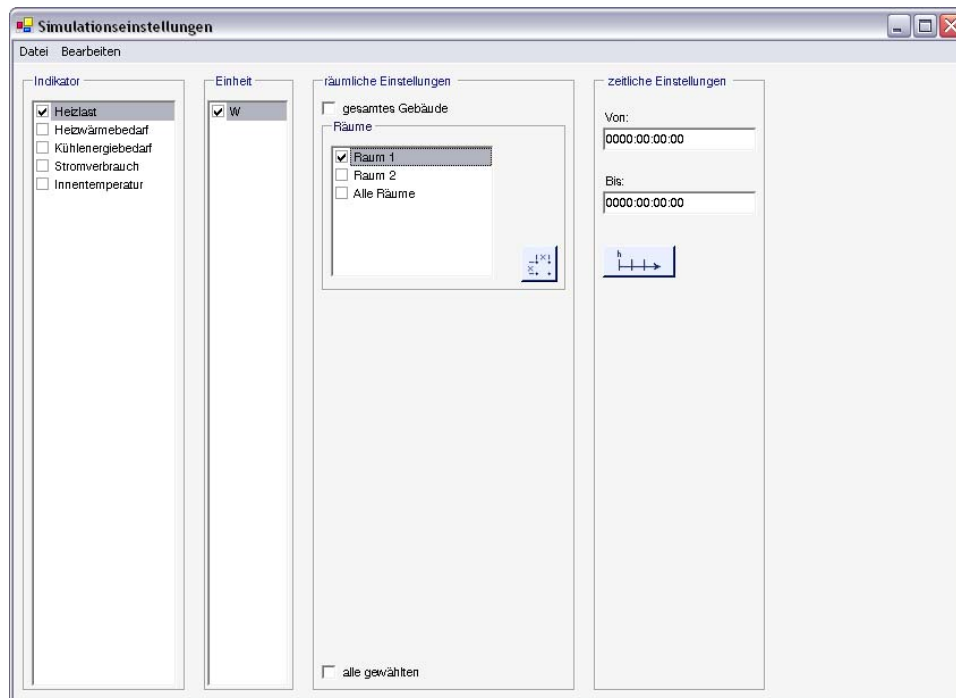 Simulationseinstellungen
Datei Bearbeiten
Indikator
Heizlast
Heizwärmebedarf
Kühlenergiebedarf
Stromverbrauch
Innentemperatur
Einheit
W
räumliche Einstellungen
gesamtes Gebäude
Räume
Raum 1
Raum 2
Alle Räume
alle gewählten
zeitliche Einstellungen
Von:
0000:00:00:00
Bis:
0000:00:00:00
h